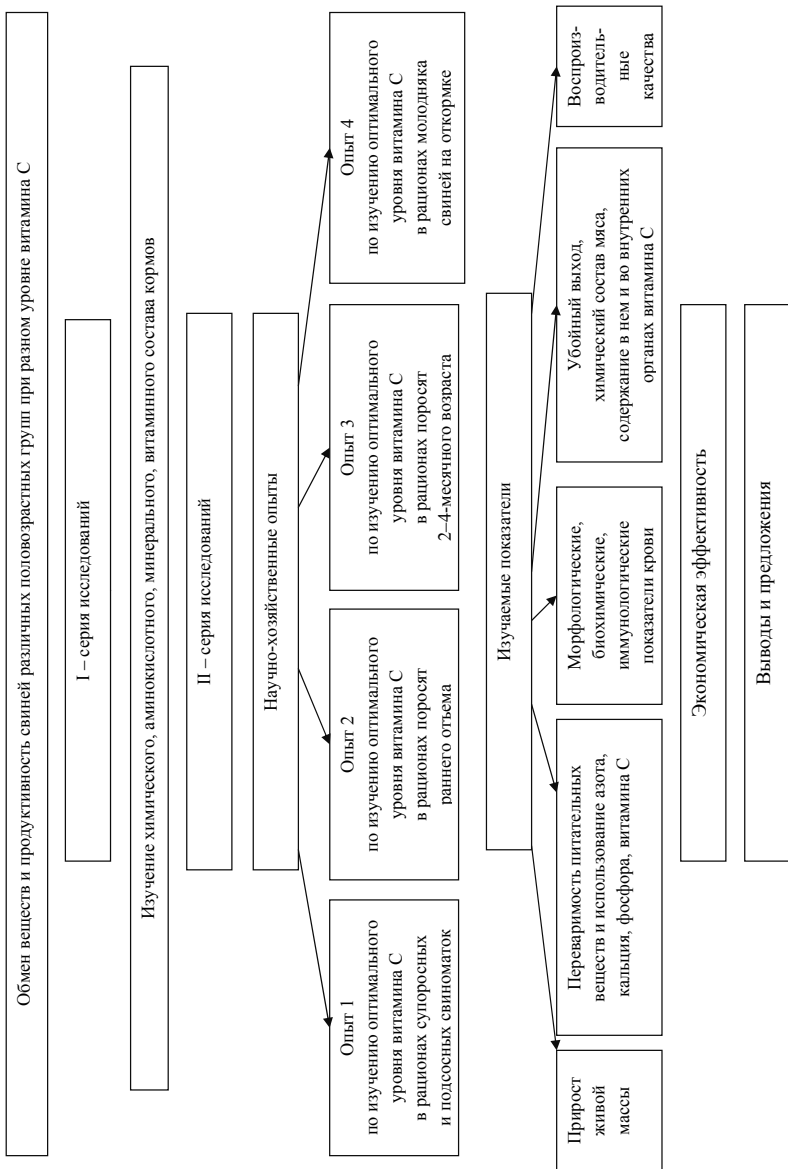 Обмен веществ и продуктивность свиней различных половозрастных групп при разном уровне витамина С
I – серия исследований
Изучение химического, аминокислотного, минерального, витаминного состава кормов
II – серия исследований
Научно-хозяйственные опыты
Опыт 1
по изучению оптимального
уровня витамина С
в рационах супоросных
и подсосных свиноматок
Опыт 2
по изучению оптимального
уровня витамина С
в рационах поросят
раннего отъема
Опыт 3
по изучению оптимального
уровня витамина С
в рационах поросят
2–4-месячного возраста
Опыт 4
по изучению оптимального
уровня витамина С
в рационах молодняка
свиней на откормке
Изучаемые показатели
Прирост
живой
массы
Переваримость питательных
веществ и использование азота,
кальция, фосфора, витамина С
Морфологические,
биохимические,
иммунологические
показатели крови
Убойный выход,
химический состав мяса,
содержание в нем и во внутренних
органах витамина С
Воспроиз-
водитель-
ные
качества
Экономическая эффективность
Выводы и предложения